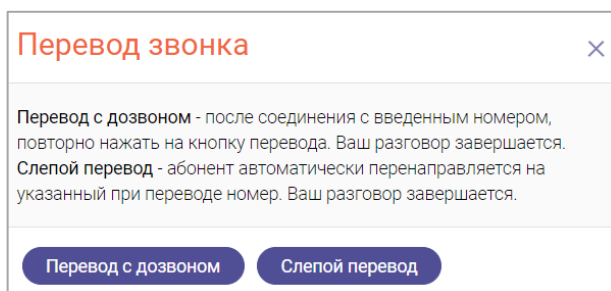 Перевод звонка
Перевод с дозвоном - после соединения с введенным номером,
повторно нажать на кнопку перевода. Ваш разговор завершается.
Слепой перевод - абонент автоматически перенаправляется на
указанный при переводе номер. Ваш разговор завершается.
Перевод с дозвоном Слепой перевод